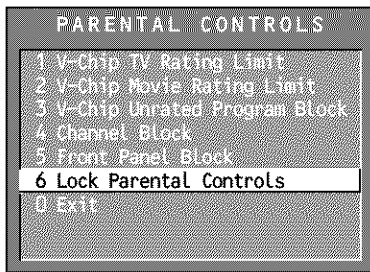 PARENTAL CONTROLS
1 V-Chip TV Rating Limit
2 V-Chip Movie Rating Limit
3 V-Chip Unrated Program Block
4 Channel Block
5 Front Panel Block
6 Lock Parental Controls
0 Exit